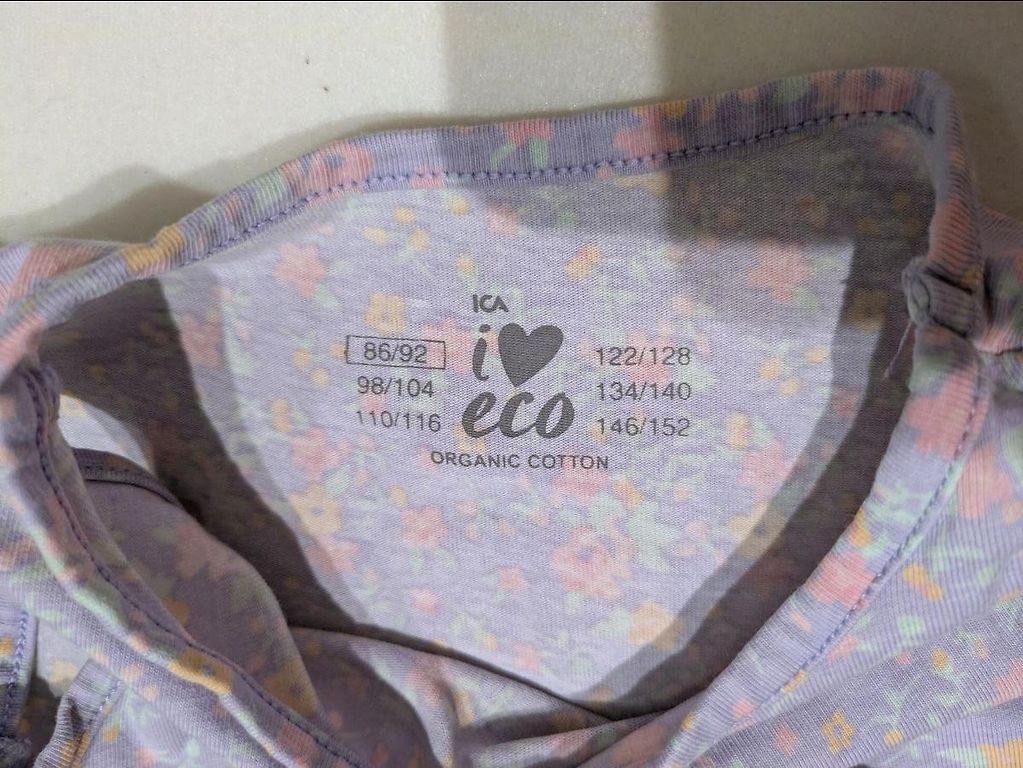 ICA
i♥
eco
86/92
98/104
110/116
122/128
134/140
146/152
ORGANIC COTTON